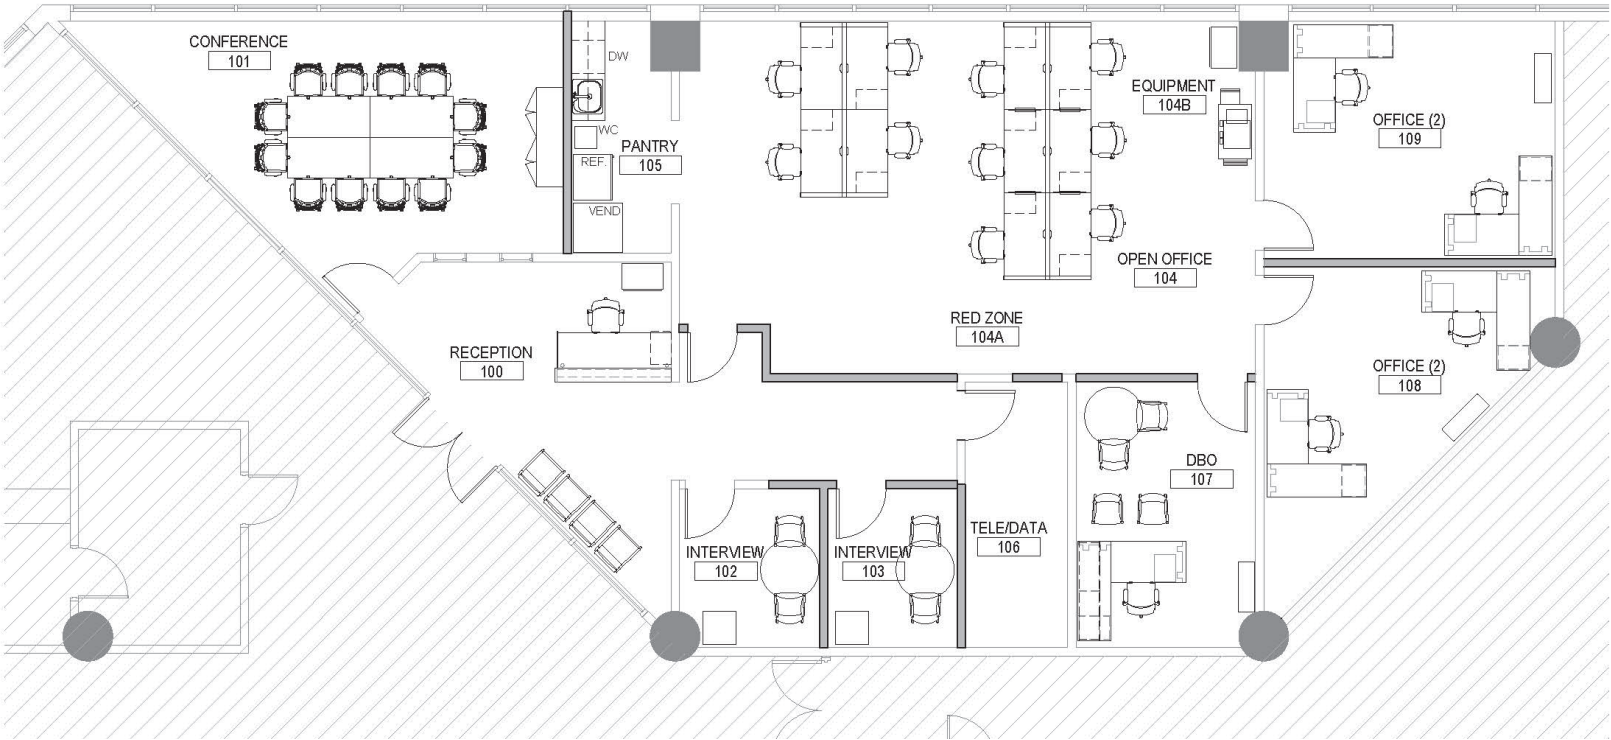 CONFERENCE
101
DW
WC
PANTRY
105
REF.
VEND
EQUIPMENT
104B
OFFICE (2)
109
OPEN OFFICE
104
RED ZONE
104A
RECEPTION
100
OFFICE (2)
108
DBO
107
TELE/DATA
106
INTERVIEW
102
INTERVIEW
103